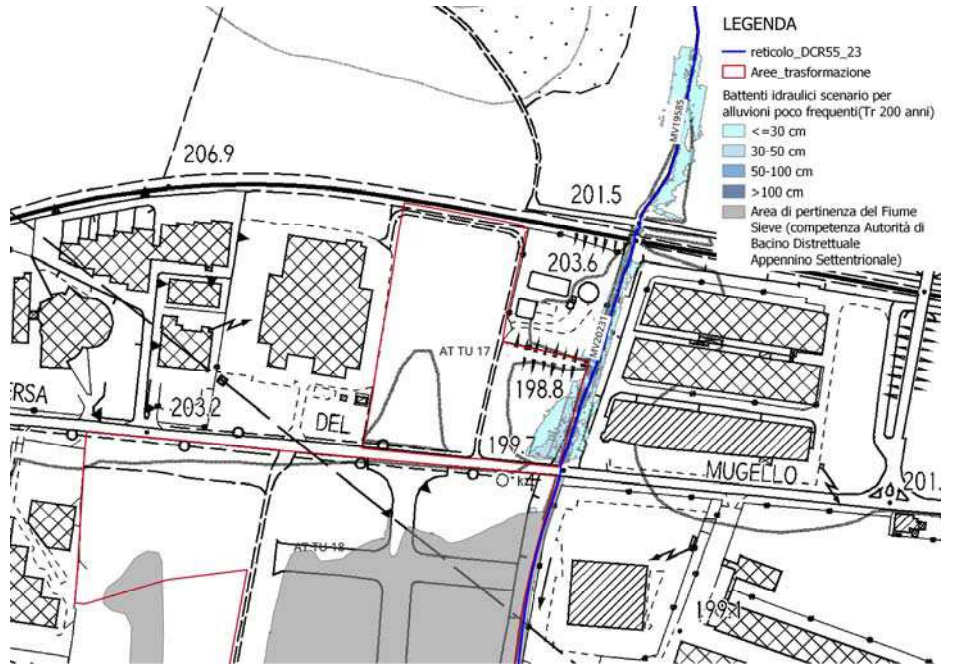 LEGENDA
reticolo_DCR55_23
Aree_trasformazione
Battenti idraulici scenario per
alluvioni poco frequenti(Tr 200 anni)
<=30 cm
30-50 cm
50-100 cm
>100 cm
Area di pertinenza del Fiume
Sieve (competenza Autorità di
Bacino Distrettuale
Appennino Settentrionale)
MV19585
206.9
201.5
203.6
MV20231
AT TU 17
198.8
ERSA
203.2
DEL
199.7
MUGELLO
201.
AT TU 18
199.1